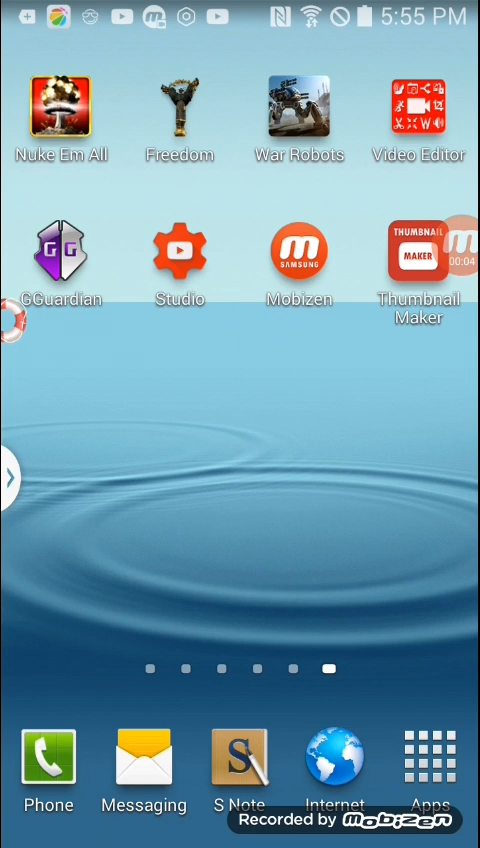 5:55 PM
Nuke Em All
Freedom
War Robots
Video Editor
W
G G
m
SAMSUNG
THUMBNAIL
MAKER
m
00:04
GGuardian
Studio
Mobizen
Thumbnail
Maker
S
Phone
Messaging
S Note
Internet
Apps
Recorded by mobizen